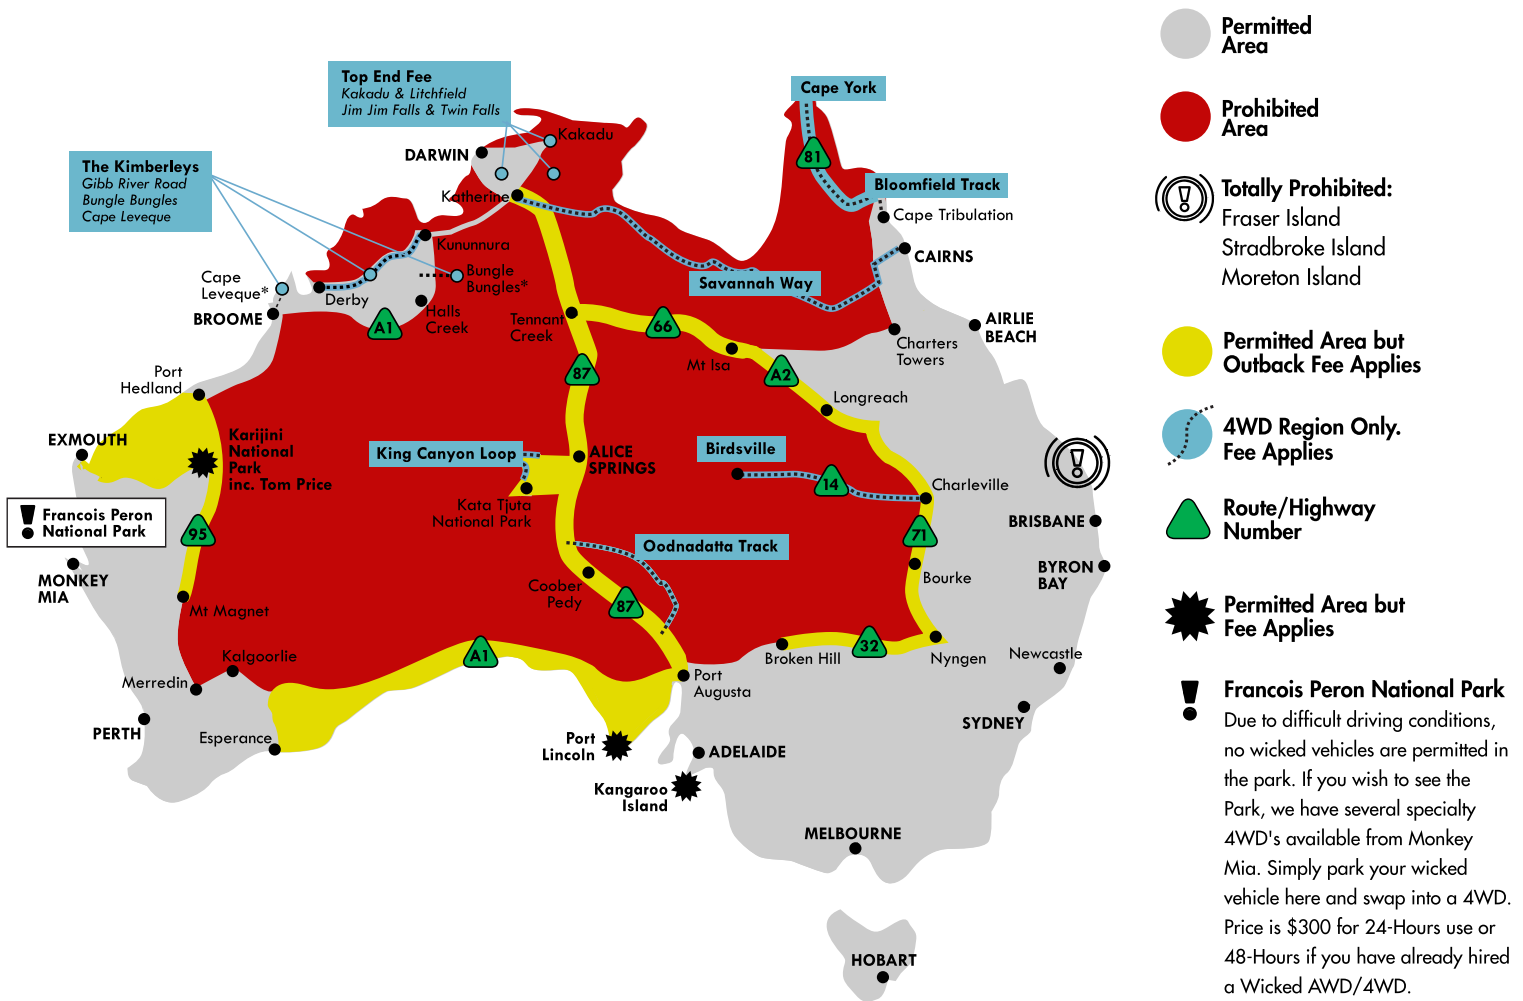 Top End Fee
Kakadu & Litchfield
Jim Jim Falls & Twin Falls
The Kimberleys
Gibb River Road
Bungle Bungles
Cape Leveque
Cape York
81
Bloomfield Track
Cape Tribulation
CAIRNS
DARWIN
Kakadu
Katherine
Kununnura
Bungle
Bungles*
Cape
Leveque*
Derby
BROOME
A1
Halls
Creek
Savannah Way
Tennant
Creek
66
Mt Isa
87
A2
Charters
Towers
AIRLIE
BEACH
Longreach
Port
Hedland
EXMOUTH
Karijini
National
Park
inc. Tom Price
King Canyon Loop
ALICE
SPRINGS
Kata Tjuta
National Park
Birdsville
14
Charleville
Francois Peron
National Park
95
MONKEY
MIA
Mt Magnet
Oodnadatta Track
Coober
Pedy
87
71
Bourke
BRISBANE
BYRON
BAY
Kalgoorlie
Merredin
A1
Port
Augusta
Broken Hill
32
Nyngen
Newcastle
SYDNEY
PERTH
Esperance
Port
Lincoln
ADELAIDE
Kangaroo
Island
MELBOURNE
HOBART
Permitted
Area
Prohibited
Area
Totally Prohibited:
Fraser Island
Stradbroke Island
Moreton Island
Permitted Area but
Outback Fee Applies
4WD Region Only.
Fee Applies
Route/Highway
Number
Permitted Area but
Fee Applies
Francois Peron National Park
Due to difficult driving conditions,
no wicked vehicles are permitted in
the park. If you wish to see the
Park, we have several specialty
4WD's available from Monkey
Mia. Simply park your wicked
vehicle here and swap into a 4WD.
Price is $300 for 24-Hours use or
48-Hours if you have already hired
a Wicked AWD/4WD.